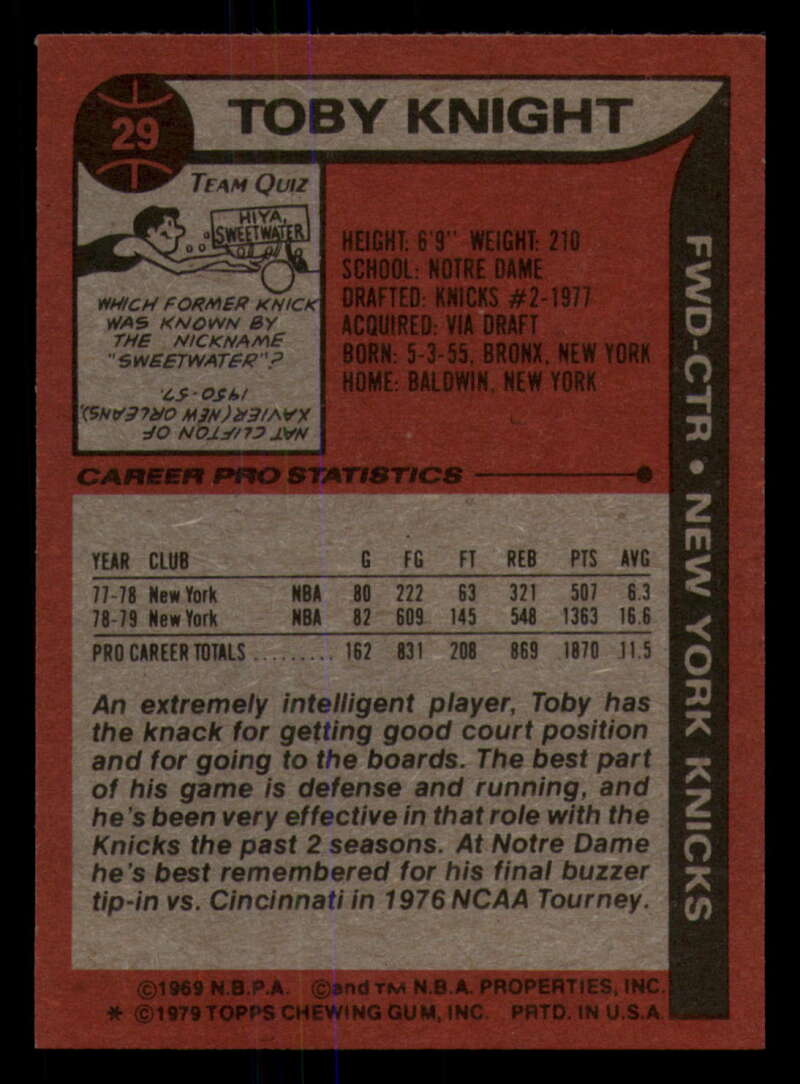 29
TOBY KNIGHT
TEAM QUIZ
HIYA,
SWEETWATER
WHICH FORMER KNICK
WAS KNOWN BY
THE NICKNAME
"SWEETWATER"?
NAT CLIFTON OF
XAVIER (NEW ORLEANS),
1950-57.
HEIGHT: 6'9" WEIGHT: 210
SCHOOL: NOTRE DAME
DRAFTED: KNICKS #2-1977
ACQUIRED: VIA DRAFT
BORN: 5-3-55, BRONX, NEW YORK
HOME: BALDWIN, NEW YORK
FWD-CTR • NEW YORK KNICKS
CAREER PRO STATISTICS
YEAR CLUB G FG FT REB PTS AVG
77-78 New York NBA 80 222 63 321 507 6.3
78-79 New York NBA 82 609 145 548 1363 16.6
PRO CAREER TOTALS ......... 162 831 208 869 1870 11.5
An extremely intelligent player, Toby has
the knack for getting good court position
and for going to the boards. The best part
of his game is defense and running, and
he's been very effective in that role with the
Knicks the past 2 seasons. At Notre Dame
he's best remembered for his final buzzer
tip-in vs. Cincinnati in 1976 NCAA Tourney.
©1969 N.B.P.A. ©and TM N.B.A. PROPERTIES, INC.
* ©1979 TOPPS CHEWING GUM, INC. PRTD. IN U.S.A.